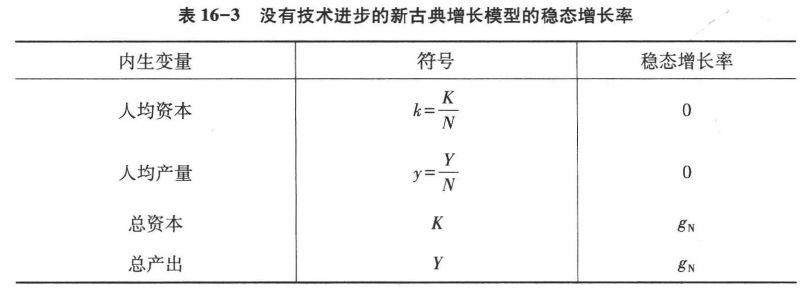 表 16-3 没有技术进步的新古典增长模型的稳态增长率
内生变量 符号 稳态增长率
人均资本 k=K/N 0
人均产量 y=Y/N 0
总资本 K gN
总产出 Y gN